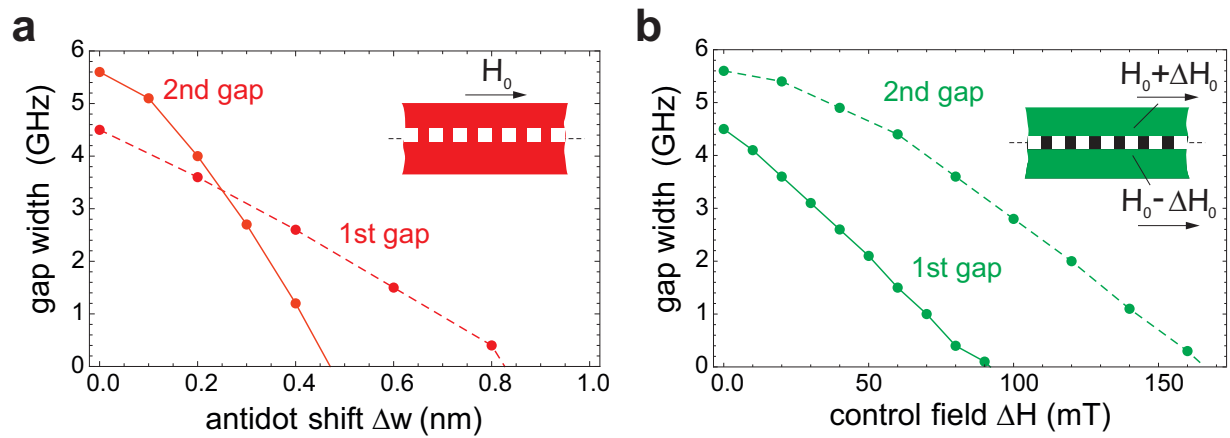 a
6
5
4
3
2
1
0
gap width (GHz)
0.0 0.2 0.4 0.6 0.8 1.0
antidot shift Δw (nm)
2nd gap
1st gap
H₀
b
6
5
4
3
2
1
0
gap width (GHz)
0.0 50 100 150
control field ΔH (mT)
2nd gap
1st gap
H₀+ΔH₀
H₀-ΔH₀